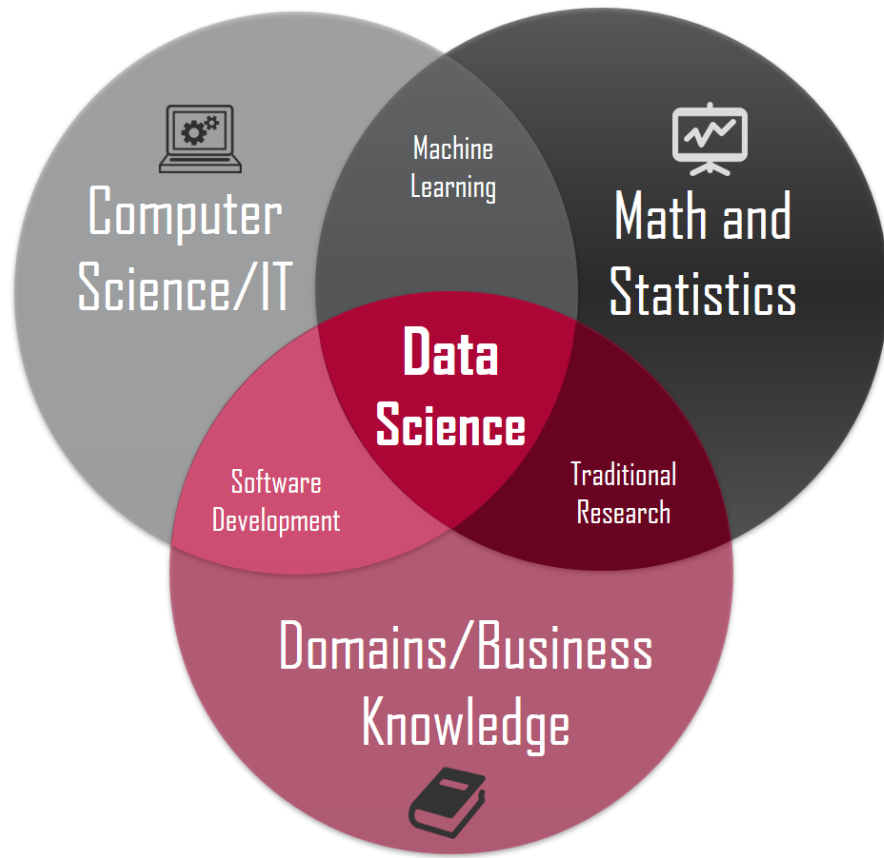 Machine
Learning
Computer
Science/IT
Math and
Statistics
Data
Science
Software
Development
Traditional
Research
Domains/Business
Knowledge